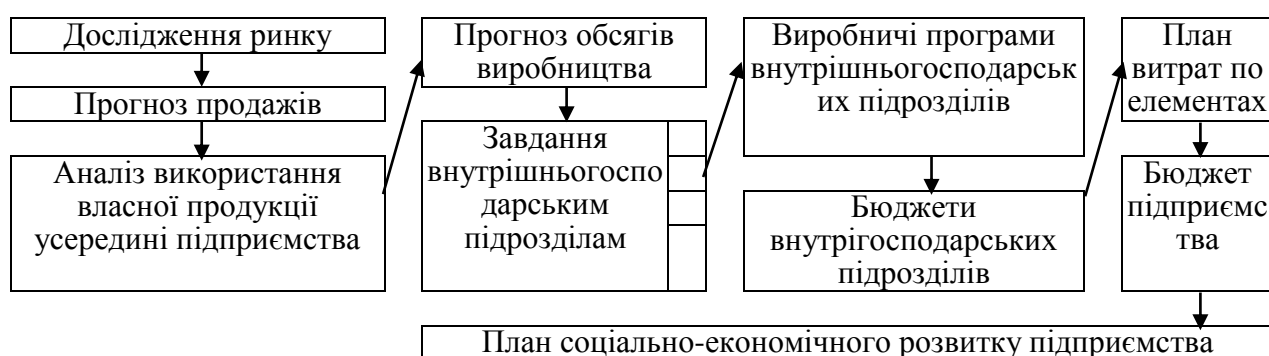 Дослідження ринку
Прогноз продажів
Аналіз використання
власної продукції
усередині підприємства
Прогноз обсягів
виробництва
Завдання
внутрішньогоспо
дарським
підрозділам
Виробничі програми
внутрішньогосподарськ
их підрозділів
Бюджети
внутрігосподарських
підрозділів
План
витрат по
елементах
Бюджет
підприємс
тва
План соціально-економічного розвитку підприємства